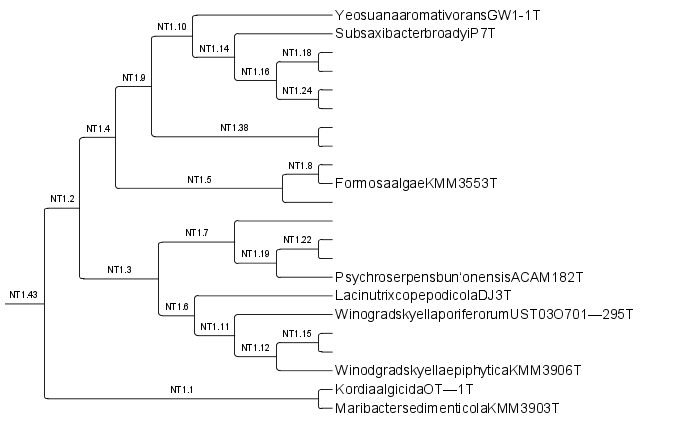 YeosuanaaromativoransGW1-1T
NT1.10
SubsaxibacterbroadyiP7T
NT1.14
NT1.18
NT1.16
NT1.9
NT1.24
NT1.4
NT1.38
NT1.8
NT1.5
FormosaalgaeKMM3553T
NT1.2
NT1.7
NT1.22
NT1.19
NT1.3
PsychroserpensbunʻonensisACAM182T
NT1.43
LacinutrixcopepodicolaDJ3T
NT1.6
WinogradskyellaporiferorumUST03O701—295T
NT1.11
NT1.15
NT1.12
WinodgradskyellaepiphyticaKMM3906T
NT1.1
KordiaalgicidaOT—1T
MaribactersedimenticolaKMM3903T